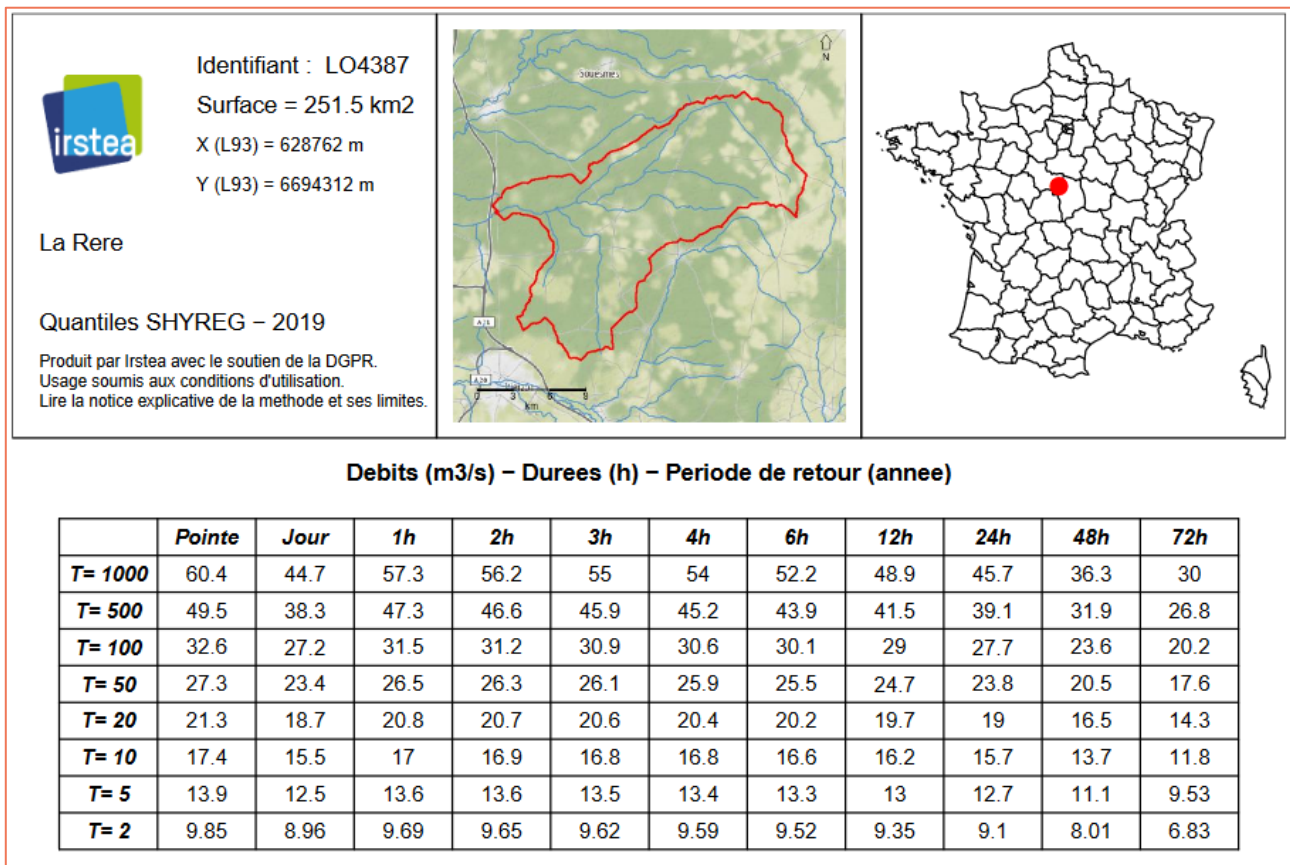 irstea
Identifiant : LO4387
Surface = 251.5 km2
X (L93) = 628762 m
Y (L93) = 6694312 m
La Rere
Quantiles SHYREG − 2019
Produit par Irstea avec le soutien de la DGPR.
Usage soumis aux conditions d'utilisation.
Lire la notice explicative de la methode et ses limites.
N
Souesmes
A 20
0 3 6 9
km
Debits (m3/s) − Durees (h) − Periode de retour (annee)
Pointe Jour 1h 2h 3h 4h 6h 12h 24h 48h 72h
T= 1000 60.4 44.7 57.3 56.2 55 54 52.2 48.9 45.7 36.3 30
T= 500 49.5 38.3 47.3 46.6 45.9 45.2 43.9 41.5 39.1 31.9 26.8
T= 100 32.6 27.2 31.5 31.2 30.9 30.6 30.1 29 27.7 23.6 20.2
T= 50 27.3 23.4 26.5 26.3 26.1 25.9 25.5 24.7 23.8 20.5 17.6
T= 20 21.3 18.7 20.8 20.7 20.6 20.4 20.2 19.7 19 16.5 14.3
T= 10 17.4 15.5 17 16.9 16.8 16.8 16.6 16.2 15.7 13.7 11.8
T= 5 13.9 12.5 13.6 13.6 13.5 13.4 13.3 13 12.7 11.1 9.53
T= 2 9.85 8.96 9.69 9.65 9.62 9.59 9.52 9.35 9.1 8.01 6.83